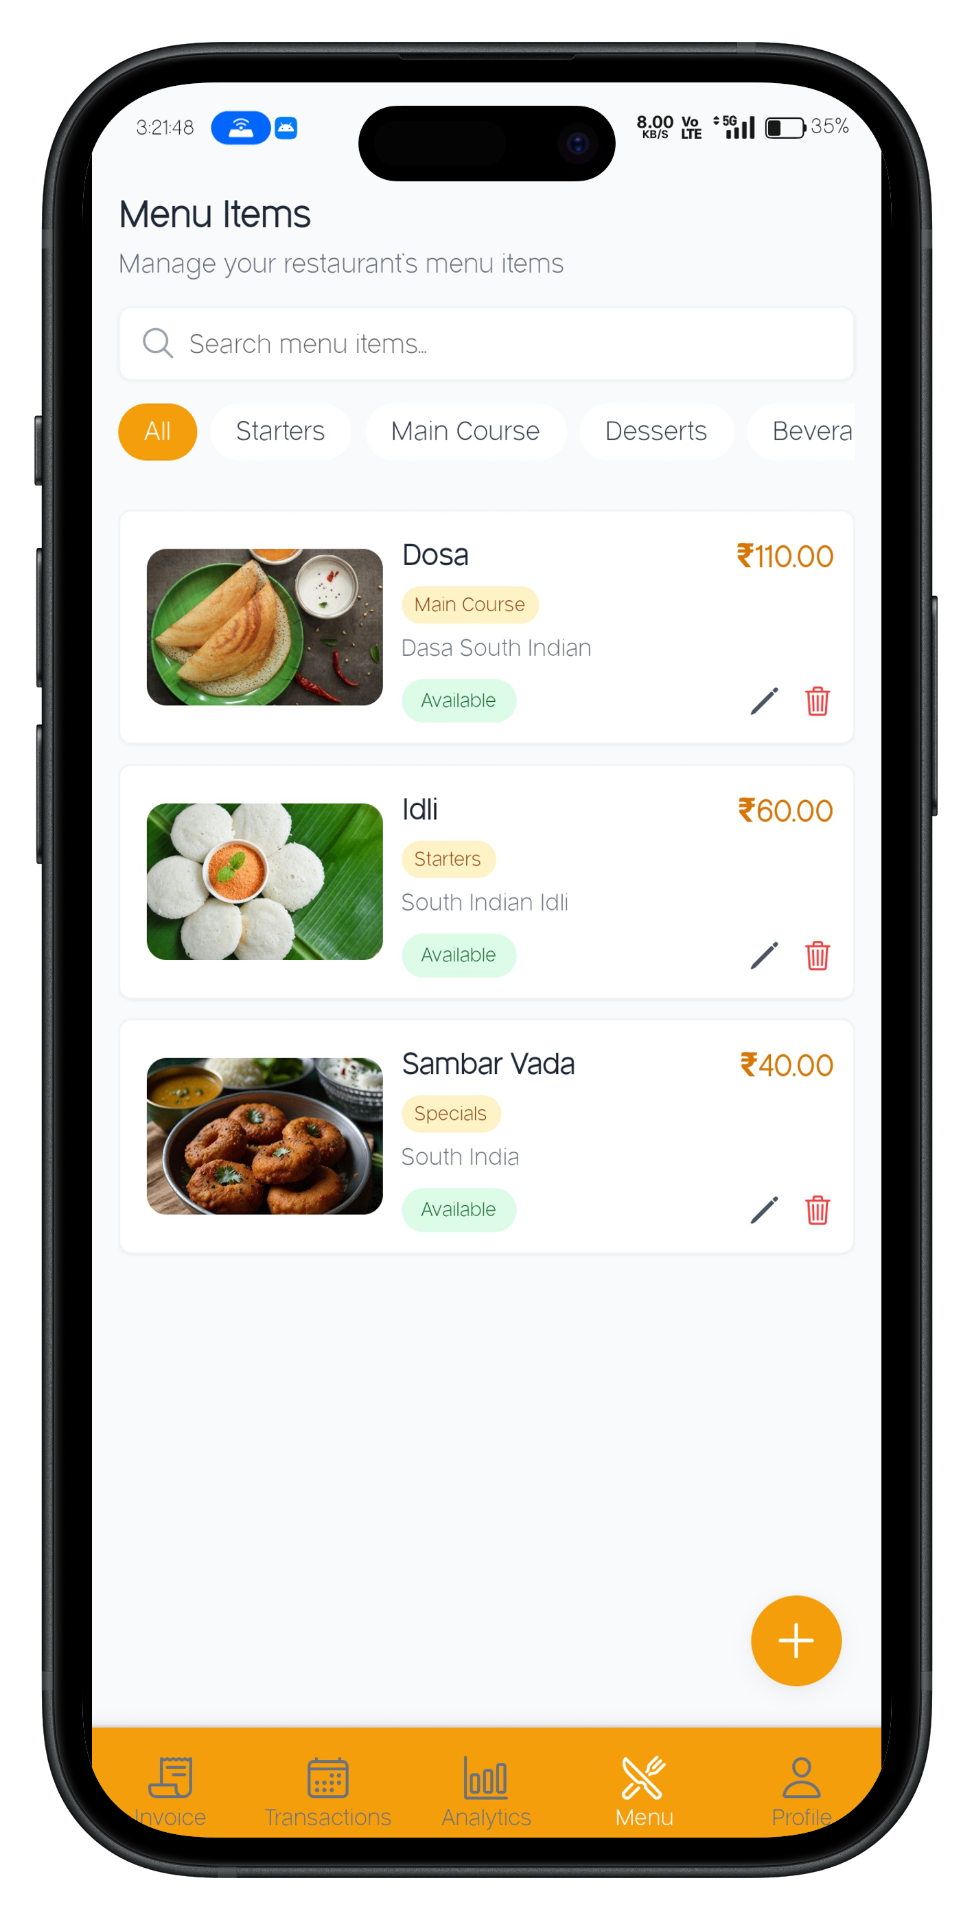 3:21:48 8.00 KB/S Vo LTE 5G 35%
Menu Items
Manage your restaurant's menu items
Search menu items...
All Starters Main Course Desserts Bevera
Dosa ₹110.00
Main Course
Dasa South Indian
Available
Idli ₹60.00
Starters
South Indian Idli
Available
Sambar Vada ₹40.00
Specials
South India
Available
Invoice Transactions Analytics Menu Profile